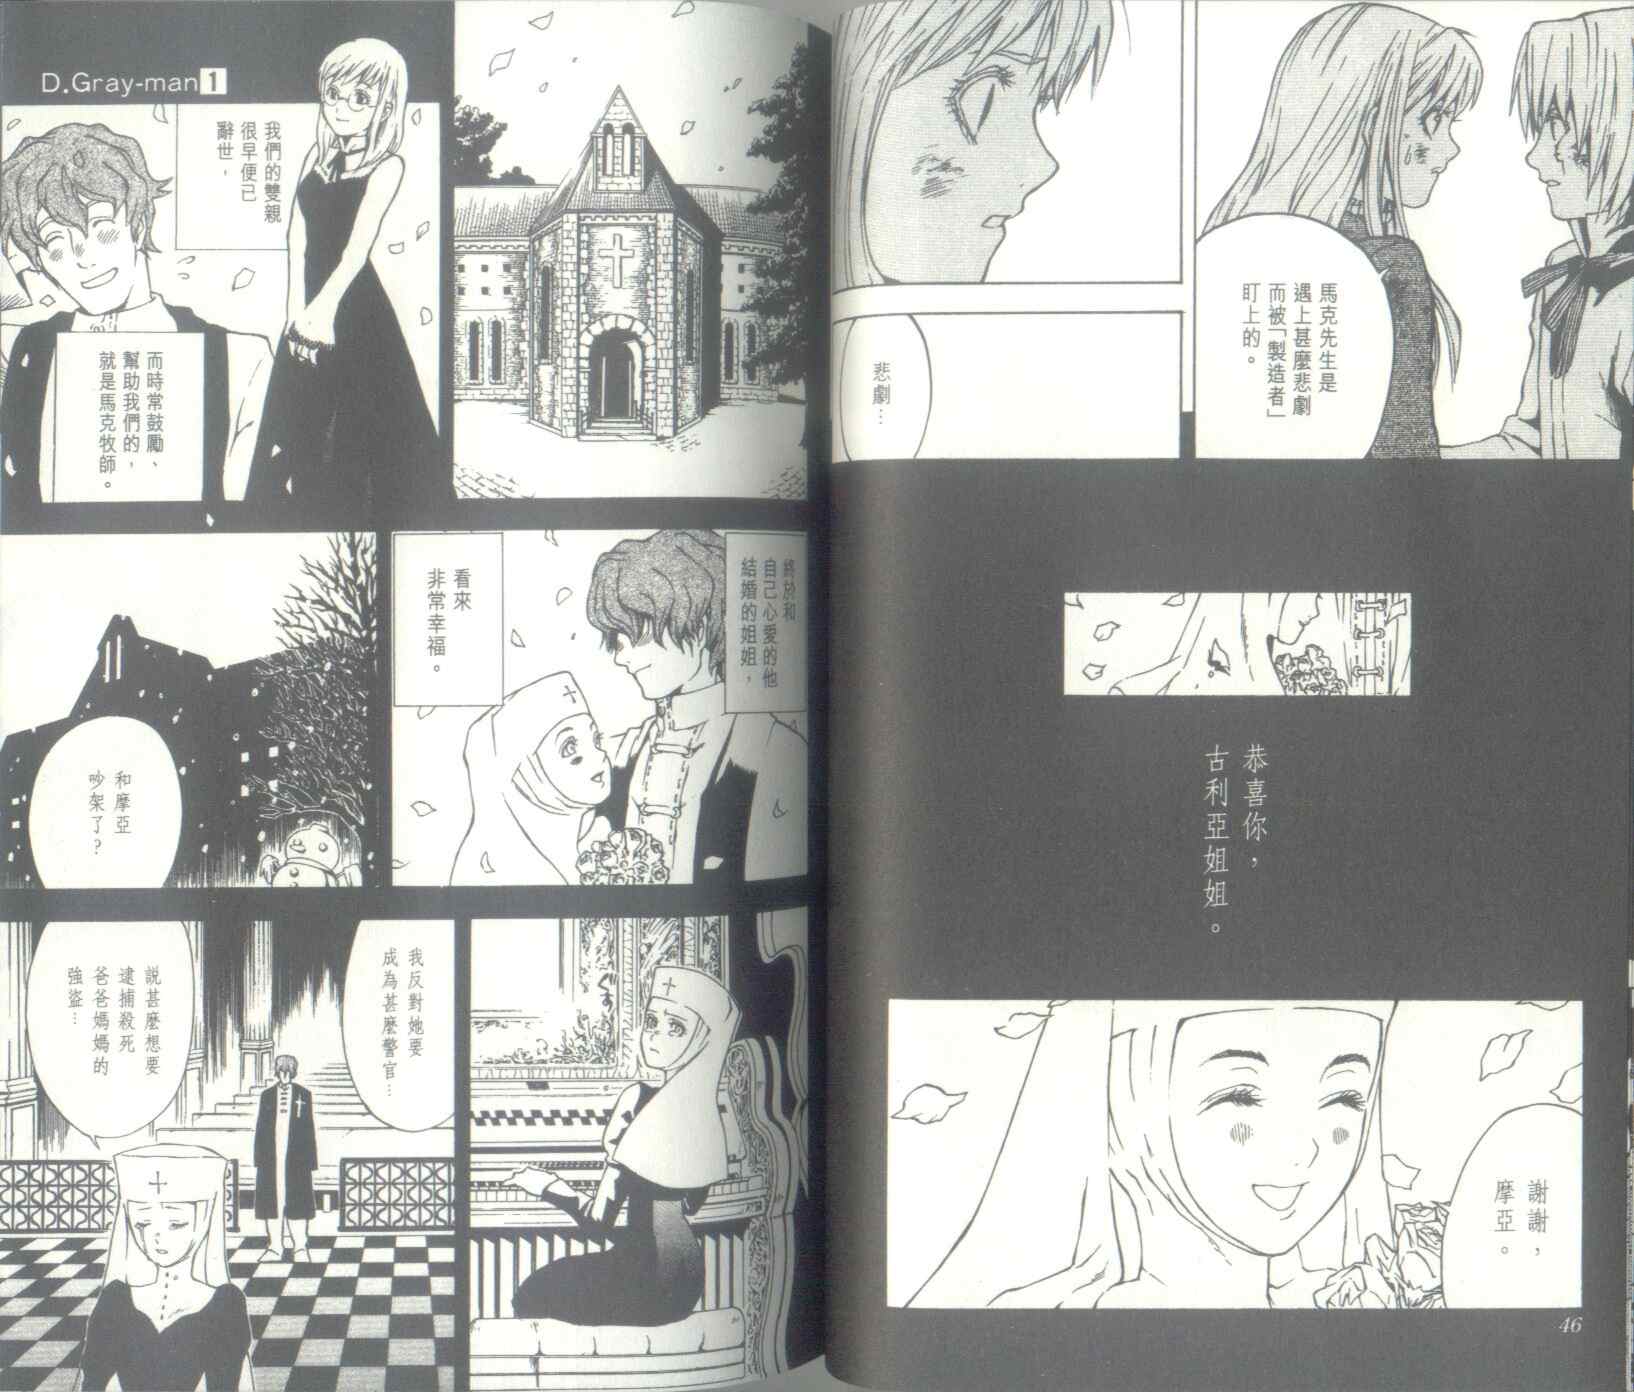 馬克先生是
遇上甚麼悲劇
而被「製造者」
盯上的。
悲劇…
恭喜你，
古利亞姐姐。
謝謝，
摩亞。
46
D.Gray-man 1
我們的雙親
很早便已
辭世，
而時常鼓勵、
幫助我們的，
就是馬克牧師。
終於和
自己心愛的他
結婚的姐姐，
看來
非常幸福。
和摩亞
吵架了？
ぐす
我反對她要
成為甚麼警官…
說甚麼想要
逮捕殺死
爸爸媽媽的
強盜…